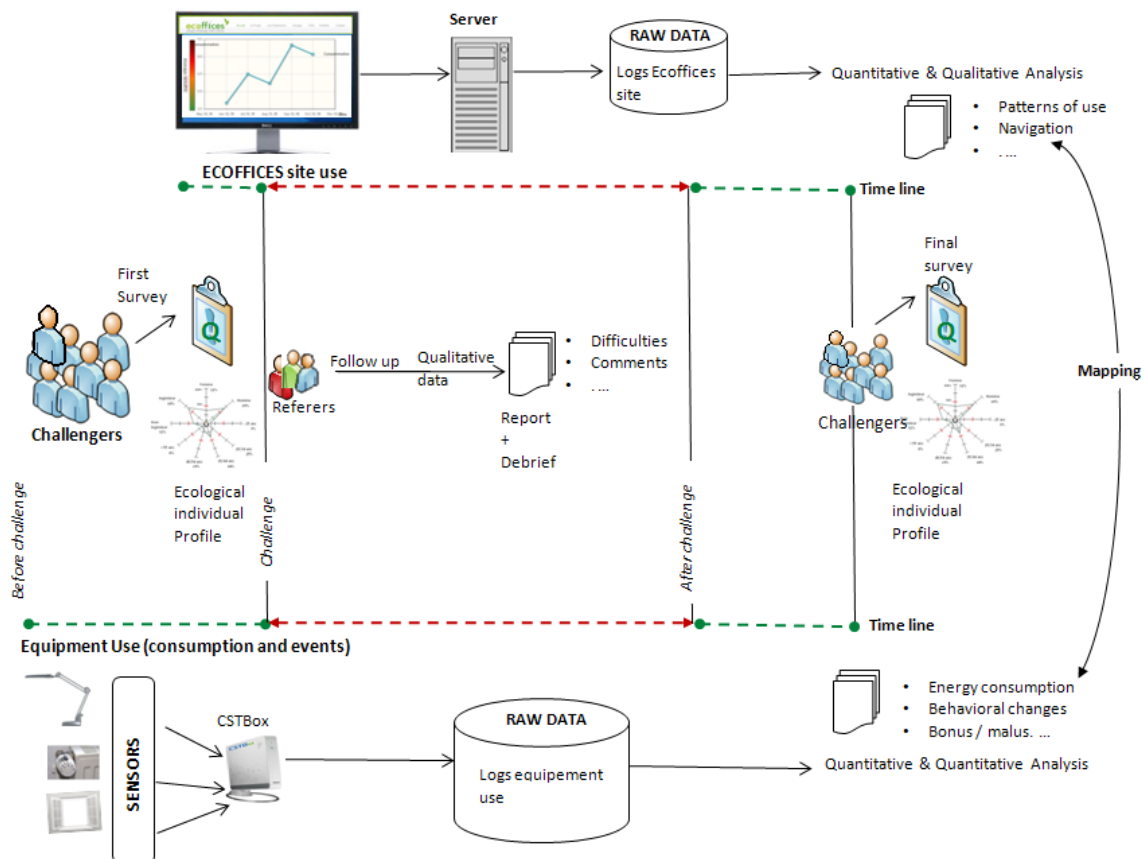 ecoffices
Server
RAW DATA
Logs Ecoffices
site
Quantitative & Qualitative Analysis
• Patterns of use
• Navigation
• . ...
ECOFFICES site use
Time line
First
Survey
Q
Challengers
Ecological
individual
Profile
Referers
Follow up
Qualitative
data
• Difficulties
• Comments
• . ...
Report
+
Debrief
Final
survey
Q
Challengers
Ecological
individual
Profile
Mapping
Before challenge
Challenge
After challenge
Time line
Equipment Use (consumption and events)
SENSORS
CSTBox
RAW DATA
Logs equipement
use
• Energy consumption
• Behavioral changes
• Bonus / malus. ...
Quantitative & Quantitative Analysis